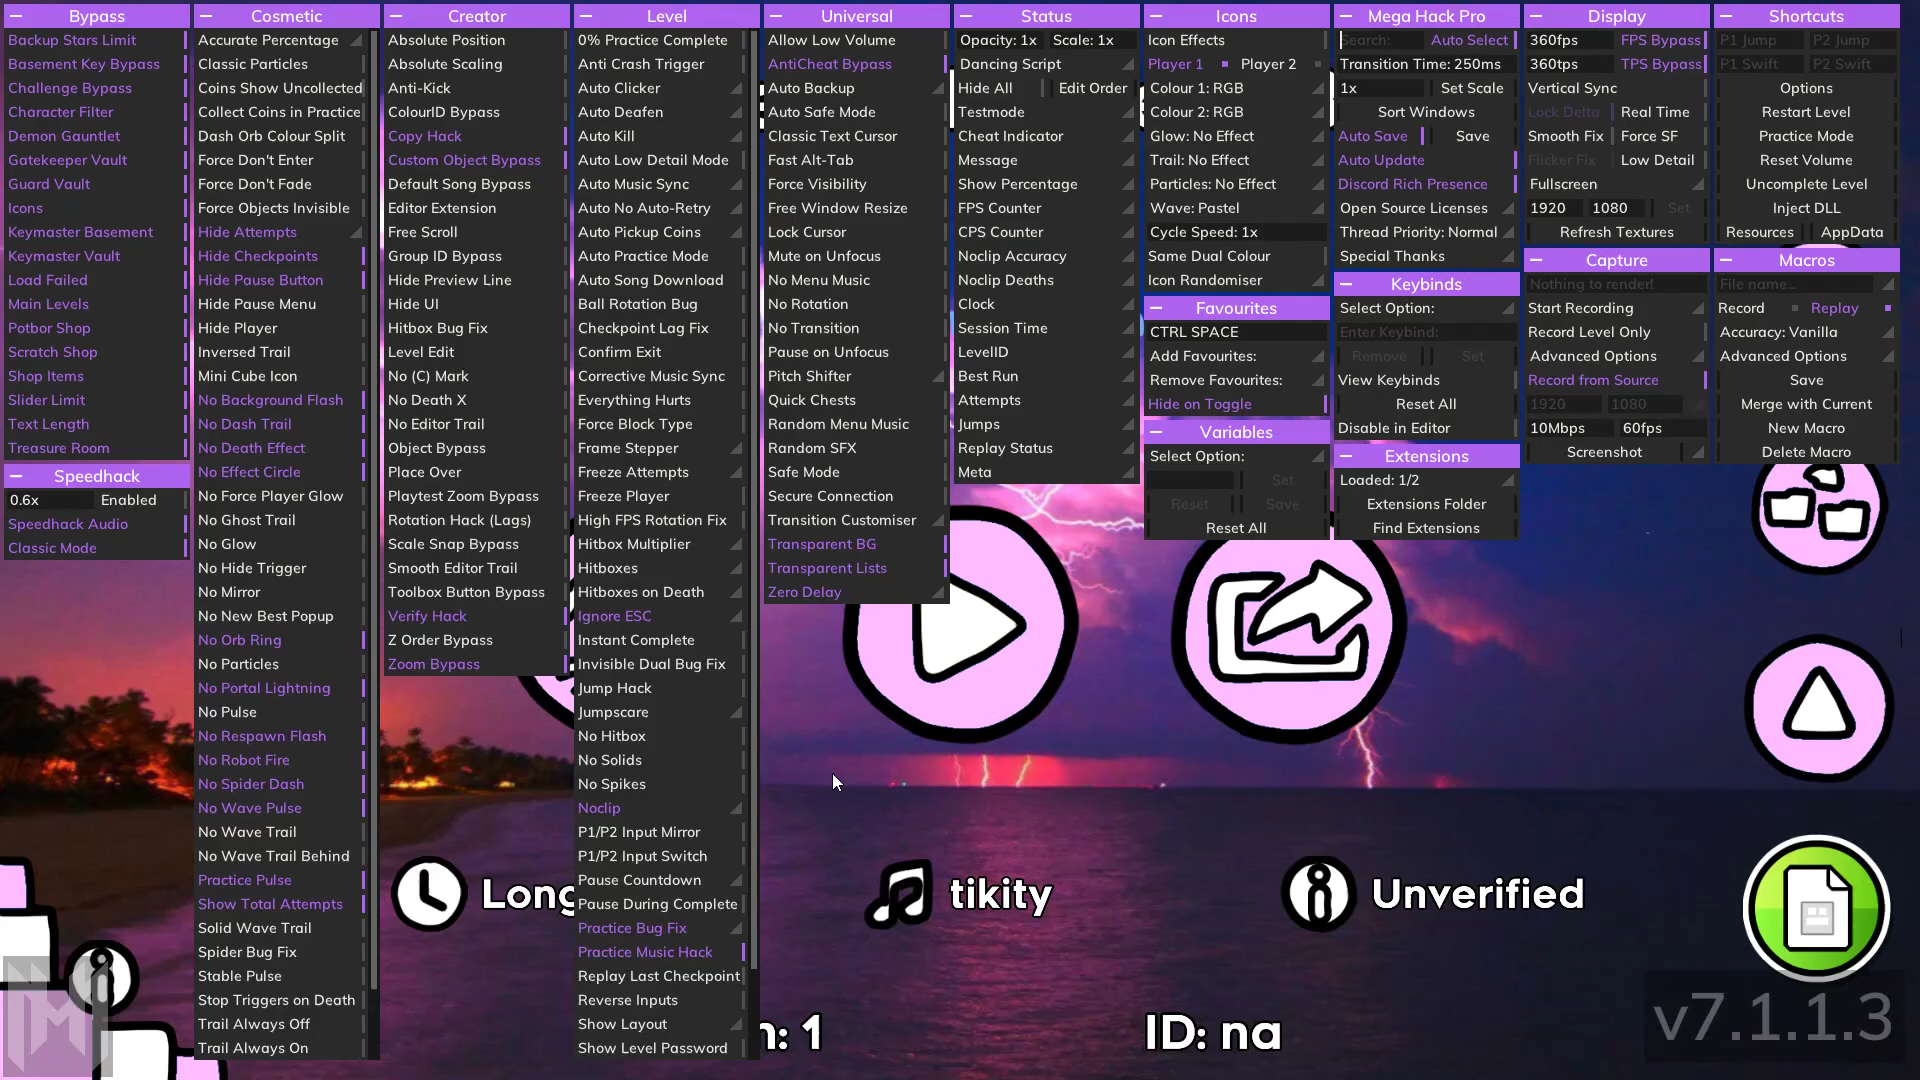 Bypass
Backup Stars Limit
Basement Key Bypass
Challenge Bypass
Character Filter
Demon Gauntlet
Gatekeeper Vault
Guard Vault
Icons
Keymaster Basement
Keymaster Vault
Load Failed
Main Levels
Potbor Shop
Scratch Shop
Shop Items
Slider Limit
Text Length
Treasure Room
Speedhack
0.6x Enabled
Speedhack Audio
Classic Mode
Cosmetic
Accurate Percentage
Classic Particles
Coins Show Uncollected
Collect Coins in Practice
Dash Orb Colour Split
Force Don't Enter
Force Don't Fade
Force Objects Invisible
Hide Attempts
Hide Checkpoints
Hide Pause Button
Hide Pause Menu
Hide Player
Inversed Trail
Mini Cube Icon
No Background Flash
No Dash Trail
No Death Effect
No Effect Circle
No Force Player Glow
No Ghost Trail
No Glow
No Hide Trigger
No Mirror
No New Best Popup
No Orb Ring
No Particles
No Portal Lightning
No Pulse
No Respawn Flash
No Robot Fire
No Spider Dash
No Wave Pulse
No Wave Trail
No Wave Trail Behind
Practice Pulse
Show Total Attempts
Solid Wave Trail
Spider Bug Fix
Stable Pulse
Stop Triggers on Death
Trail Always Off
Trail Always On
Creator
Absolute Position
Absolute Scaling
Anti-Kick
ColourID Bypass
Copy Hack
Custom Object Bypass
Default Song Bypass
Editor Extension
Free Scroll
Group ID Bypass
Hide Preview Line
Hide UI
Hitbox Bug Fix
Level Edit
No (C) Mark
No Death X
No Editor Trail
Object Bypass
Place Over
Playtest Zoom Bypass
Rotation Hack (Lags)
Scale Snap Bypass
Smooth Editor Trail
Toolbox Button Bypass
Verify Hack
Z Order Bypass
Zoom Bypass
Level
0% Practice Complete
Anti Crash Trigger
Auto Clicker
Auto Deafen
Auto Kill
Auto Low Detail Mode
Auto Music Sync
Auto No Auto-Retry
Auto Pickup Coins
Auto Practice Mode
Auto Song Download
Ball Rotation Bug
Checkpoint Lag Fix
Confirm Exit
Corrective Music Sync
Everything Hurts
Force Block Type
Frame Stepper
Freeze Attempts
Freeze Player
High FPS Rotation Fix
Hitbox Multiplier
Hitboxes
Hitboxes on Death
Ignore ESC
Instant Complete
Invisible Dual Bug Fix
Jump Hack
Jumpscare
No Hitbox
No Solids
No Spikes
Noclip
P1/P2 Input Mirror
P1/P2 Input Switch
Pause Countdown
Pause During Complete
Practice Bug Fix
Practice Music Hack
Replay Last Checkpoint
Reverse Inputs
Show Layout
Show Level Password
Universal
Allow Low Volume
AntiCheat Bypass
Auto Backup
Auto Safe Mode
Classic Text Cursor
Fast Alt-Tab
Force Visibility
Free Window Resize
Lock Cursor
Mute on Unfocus
No Menu Music
No Rotation
No Transition
Pause on Unfocus
Pitch Shifter
Quick Chests
Random Menu Music
Random SFX
Safe Mode
Secure Connection
Transition Customiser
Transparent BG
Transparent Lists
Zero Delay
Status
Opacity: 1x Scale: 1x
Dancing Script
Hide All Edit Order
Testmode
Cheat Indicator
Message
Show Percentage
FPS Counter
CPS Counter
Noclip Accuracy
Noclip Deaths
Clock
Session Time
LevelID
Best Run
Attempts
Jumps
Replay Status
Meta
Icons
Icon Effects
Player 1 Player 2
Colour 1: RGB
Colour 2: RGB
Glow: No Effect
Trail: No Effect
Particles: No Effect
Wave: Pastel
Cycle Speed: 1x
Same Dual Colour
Icon Randomiser
Favourites
CTRL SPACE
Add Favourites:
Remove Favourites:
Hide on Toggle
Variables
Select Option:
Set
Reset Save
Reset All
Mega Hack Pro
Search: Auto Select
Transition Time: 250ms
1x Set Scale
Sort Windows
Auto Save Save
Auto Update
Discord Rich Presence
Open Source Licenses
Thread Priority: Normal
Special Thanks
Keybinds
Select Option:
Enter Keybind:
Remove Set
View Keybinds
Reset All
Disable in Editor
Extensions
Loaded: 1/2
Extensions Folder
Find Extensions
Display
360fps FPS Bypass
360tps TPS Bypass
Vertical Sync
Lock Delta Real Time
Smooth Fix Force SF
Flicker Fix Low Detail
Fullscreen
1920 1080 Set
Refresh Textures
Capture
Nothing to render!
Start Recording
Record Level Only
Advanced Options
Record from Source
1920 1080
10Mbps 60fps
Screenshot
Shortcuts
P1 Jump P2 Jump
P1 Swift P2 Swift
Options
Restart Level
Practice Mode
Reset Volume
Uncomplete Level
Inject DLL
Resources AppData
Macros
File name...
Record Replay
Accuracy: Vanilla
Advanced Options
Save
Merge with Current
New Macro
Delete Macro
Long tikity Unverified
n: 1 ID: na
v7.1.1.3